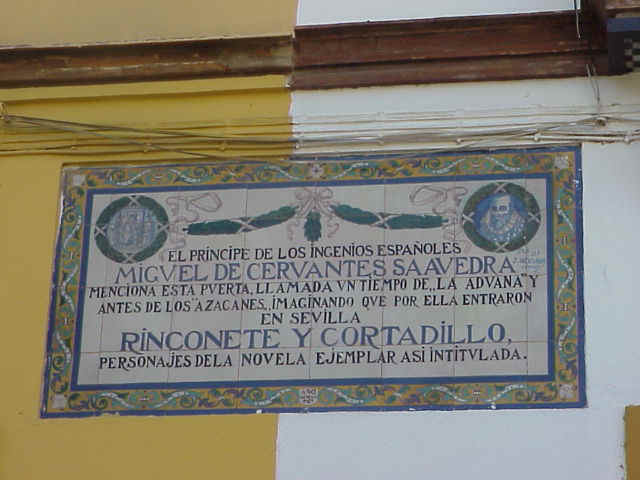 EL PRÍNCIPE DE LOS INGENIOS ESPAÑOLES
MIGVEL DE CERVANTES SAAVEDRA
MENCIONA ESTA PVERTA, LLAMADA VN TIEMPO DE „LA ADVANA" Y
ANTES DE LOS "AZACANES„, IMAGINANDO QVE POR ELLA ENTRARON
EN SEVILLA
RINCONETE Y CORTADILLO,
PERSONAJES DE LA NOVELA EJEMPLAR ASI INTITVLADA.